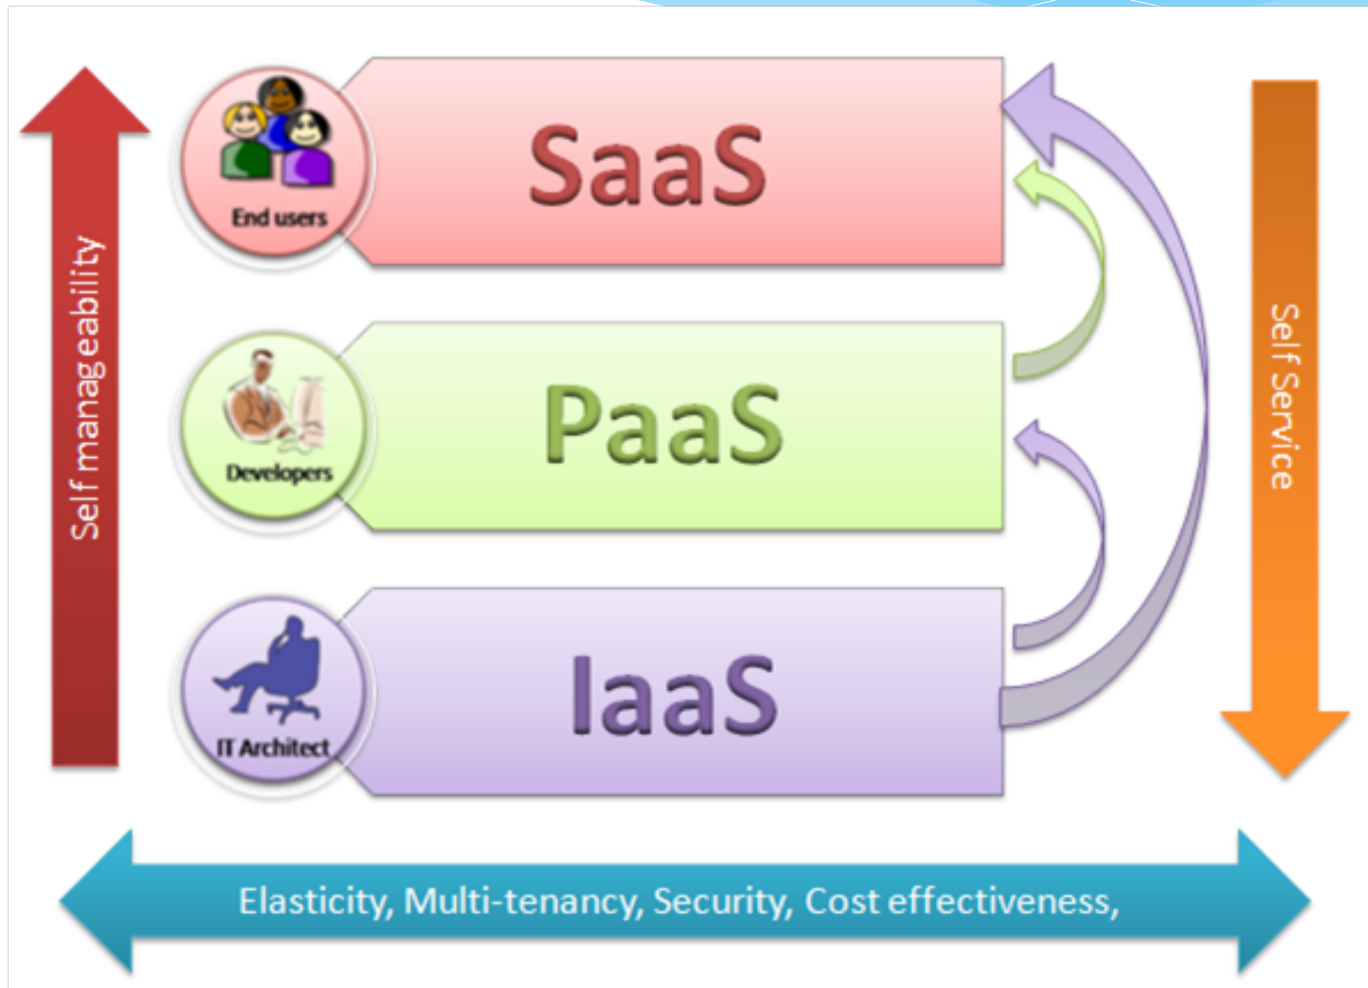 SaaS
End users
PaaS
Developers
IaaS
IT Architect
Self manageability
Self Service
Elasticity, Multi-tenancy, Security, Cost effectiveness,